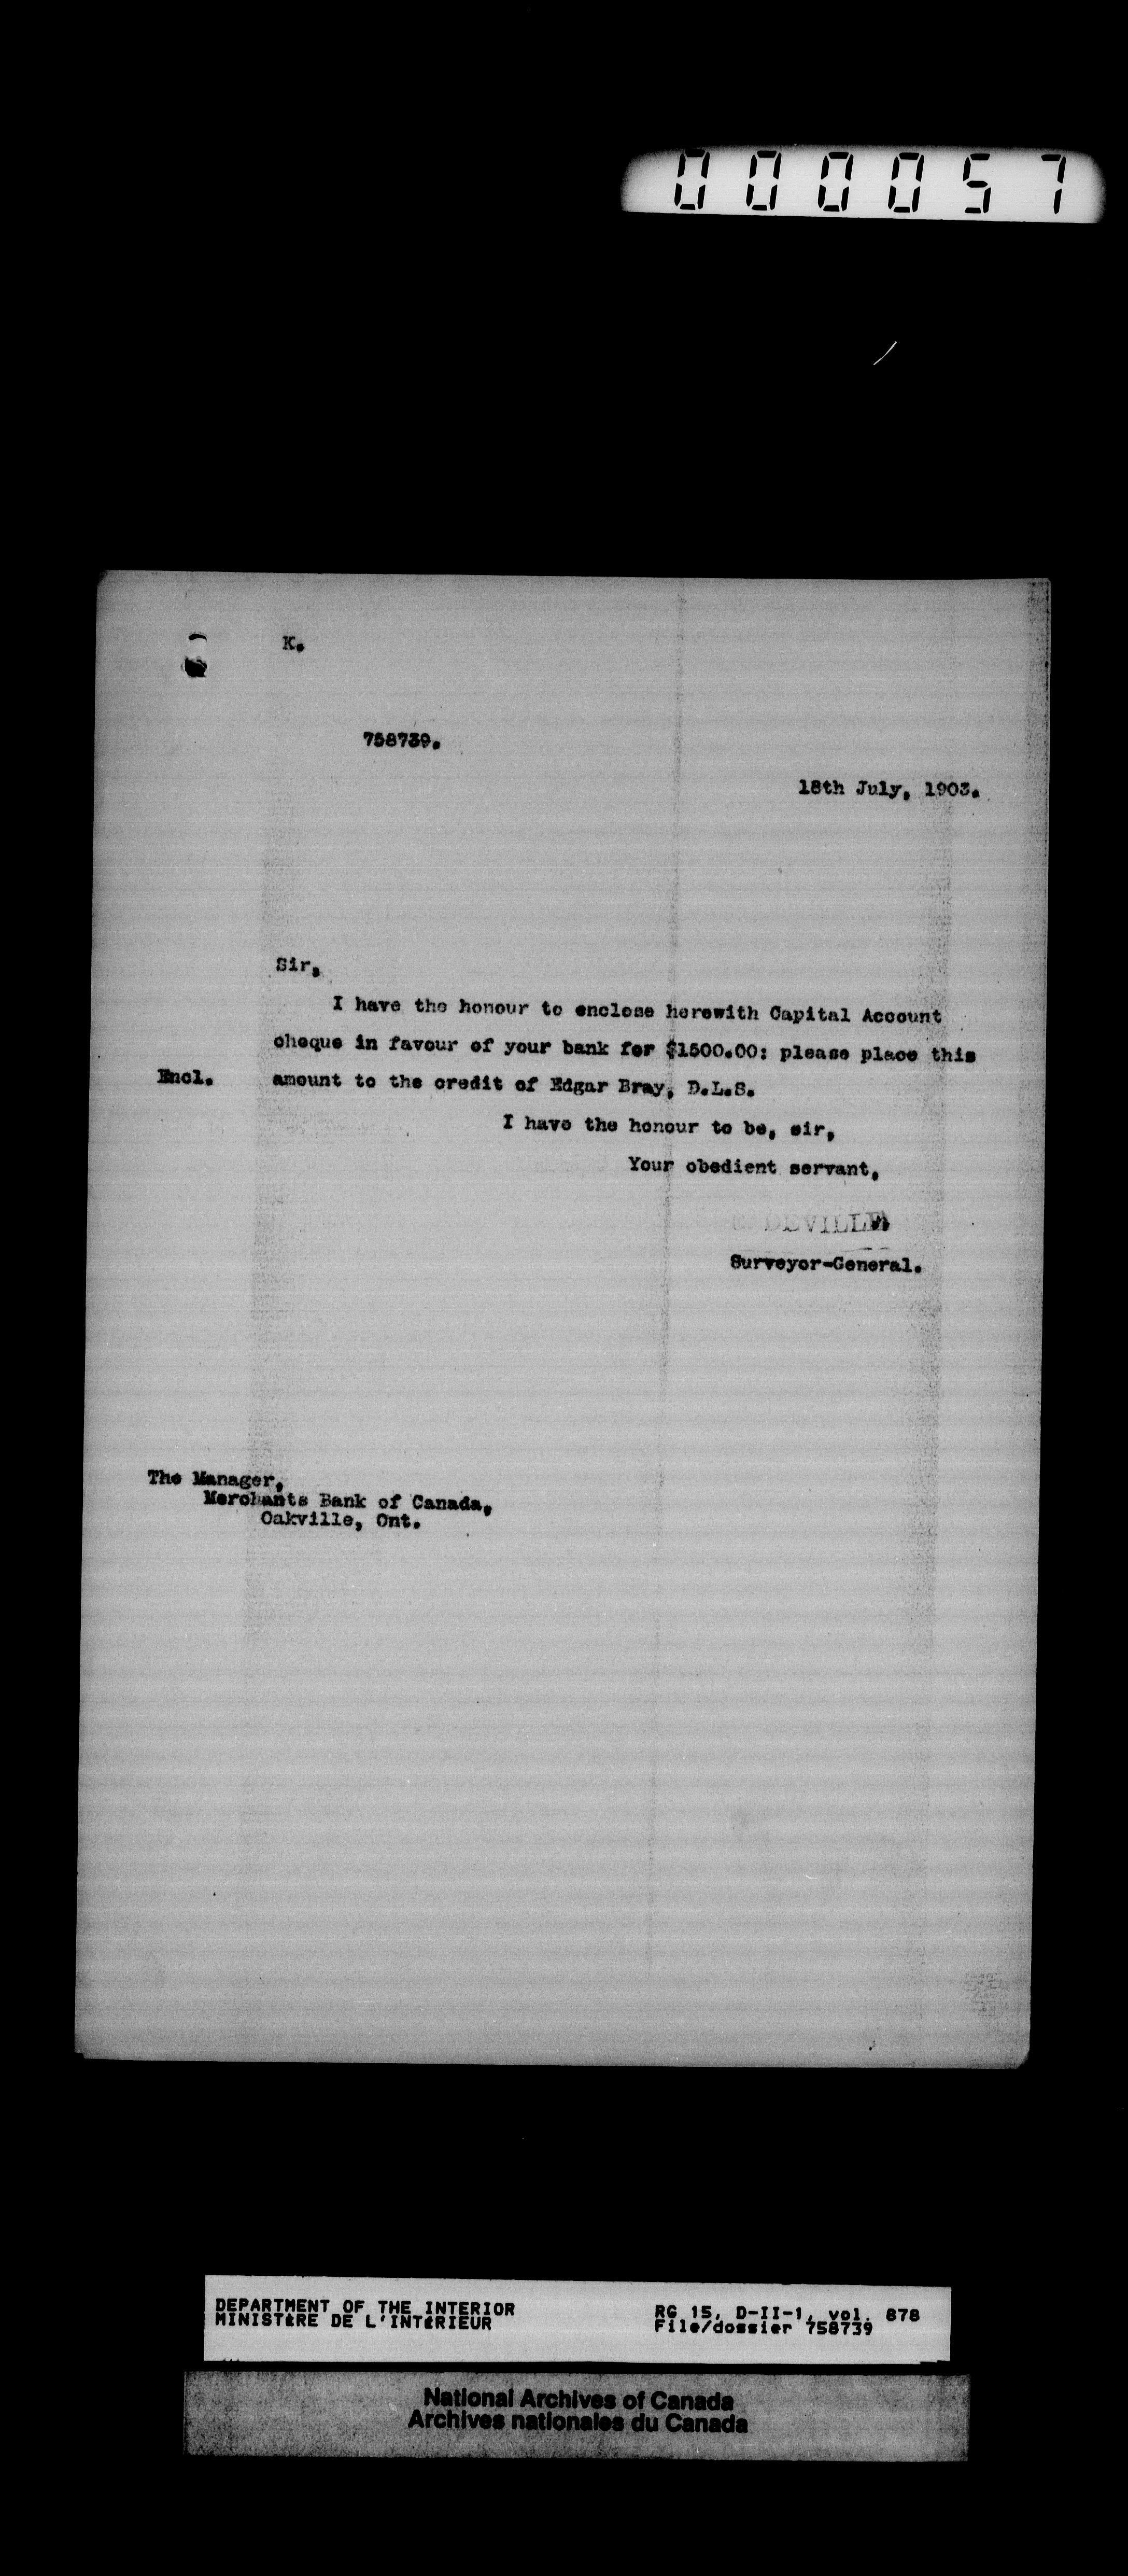 000057
K.
758739.
18th July, 1903.
Sir,
I have the honour to enclose herewith Capital Account
cheque in favour of your bank for $1500.00: please place this
Encl. amount to the credit of Edgar Bray, D.L.S.
I have the honour to be, sir,
Your obedient servant,
E. DEVILLE
Surveyor-General.
The Manager,
Merchants Bank of Canada,
Oakville, Ont.
DEPARTMENT OF THE INTERIOR
MINISTÈRE DE L'INTÉRIEUR
RG 15, D-II-1, vol. 878
File/dossier 758739
National Archives of Canada
Archives nationales du Canada